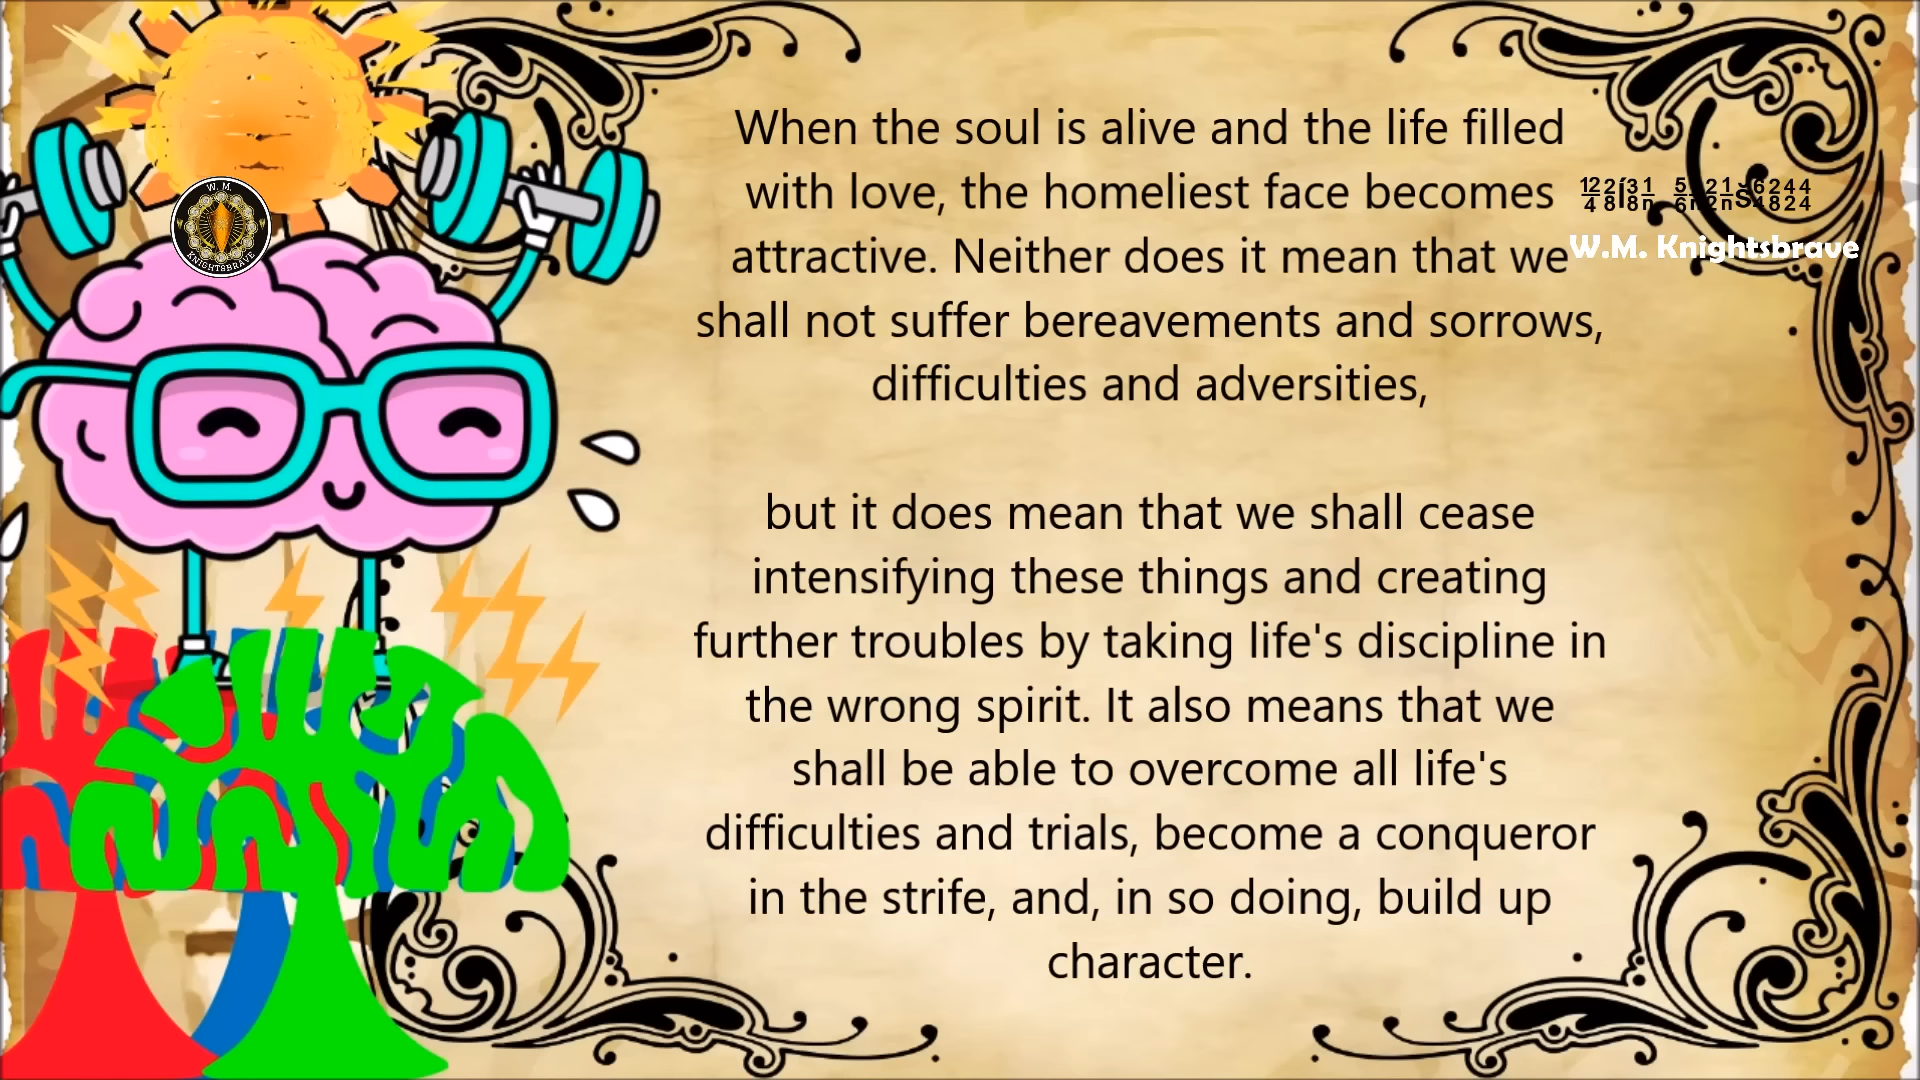 When the soul is alive and the life filled
with love, the homeliest face becomes
attractive. Neither does it mean that we
shall not suffer bereavements and sorrows,
difficulties and adversities,
but it does mean that we shall cease
intensifying these things and creating
further troubles by taking life's discipline in
the wrong spirit. It also means that we
shall be able to overcome all life's
difficulties and trials, become a conqueror
in the strife, and, in so doing, build up
character.
W.M. Knightsbrave
W. M.
KNIGHTSBRAVE